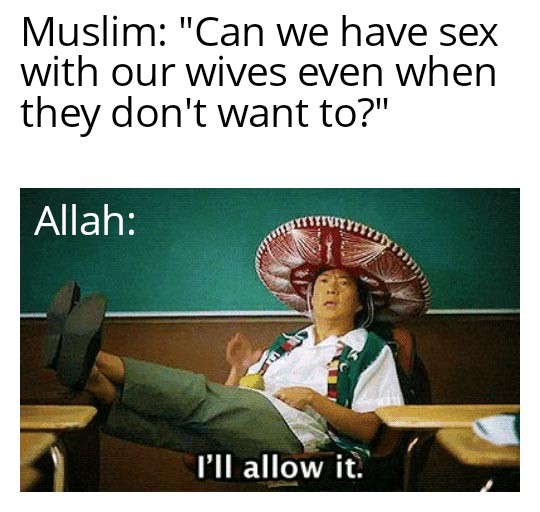 Muslim: "Can we have sex
with our wives even when
they don't want to?"
Allah:
I'll allow it.